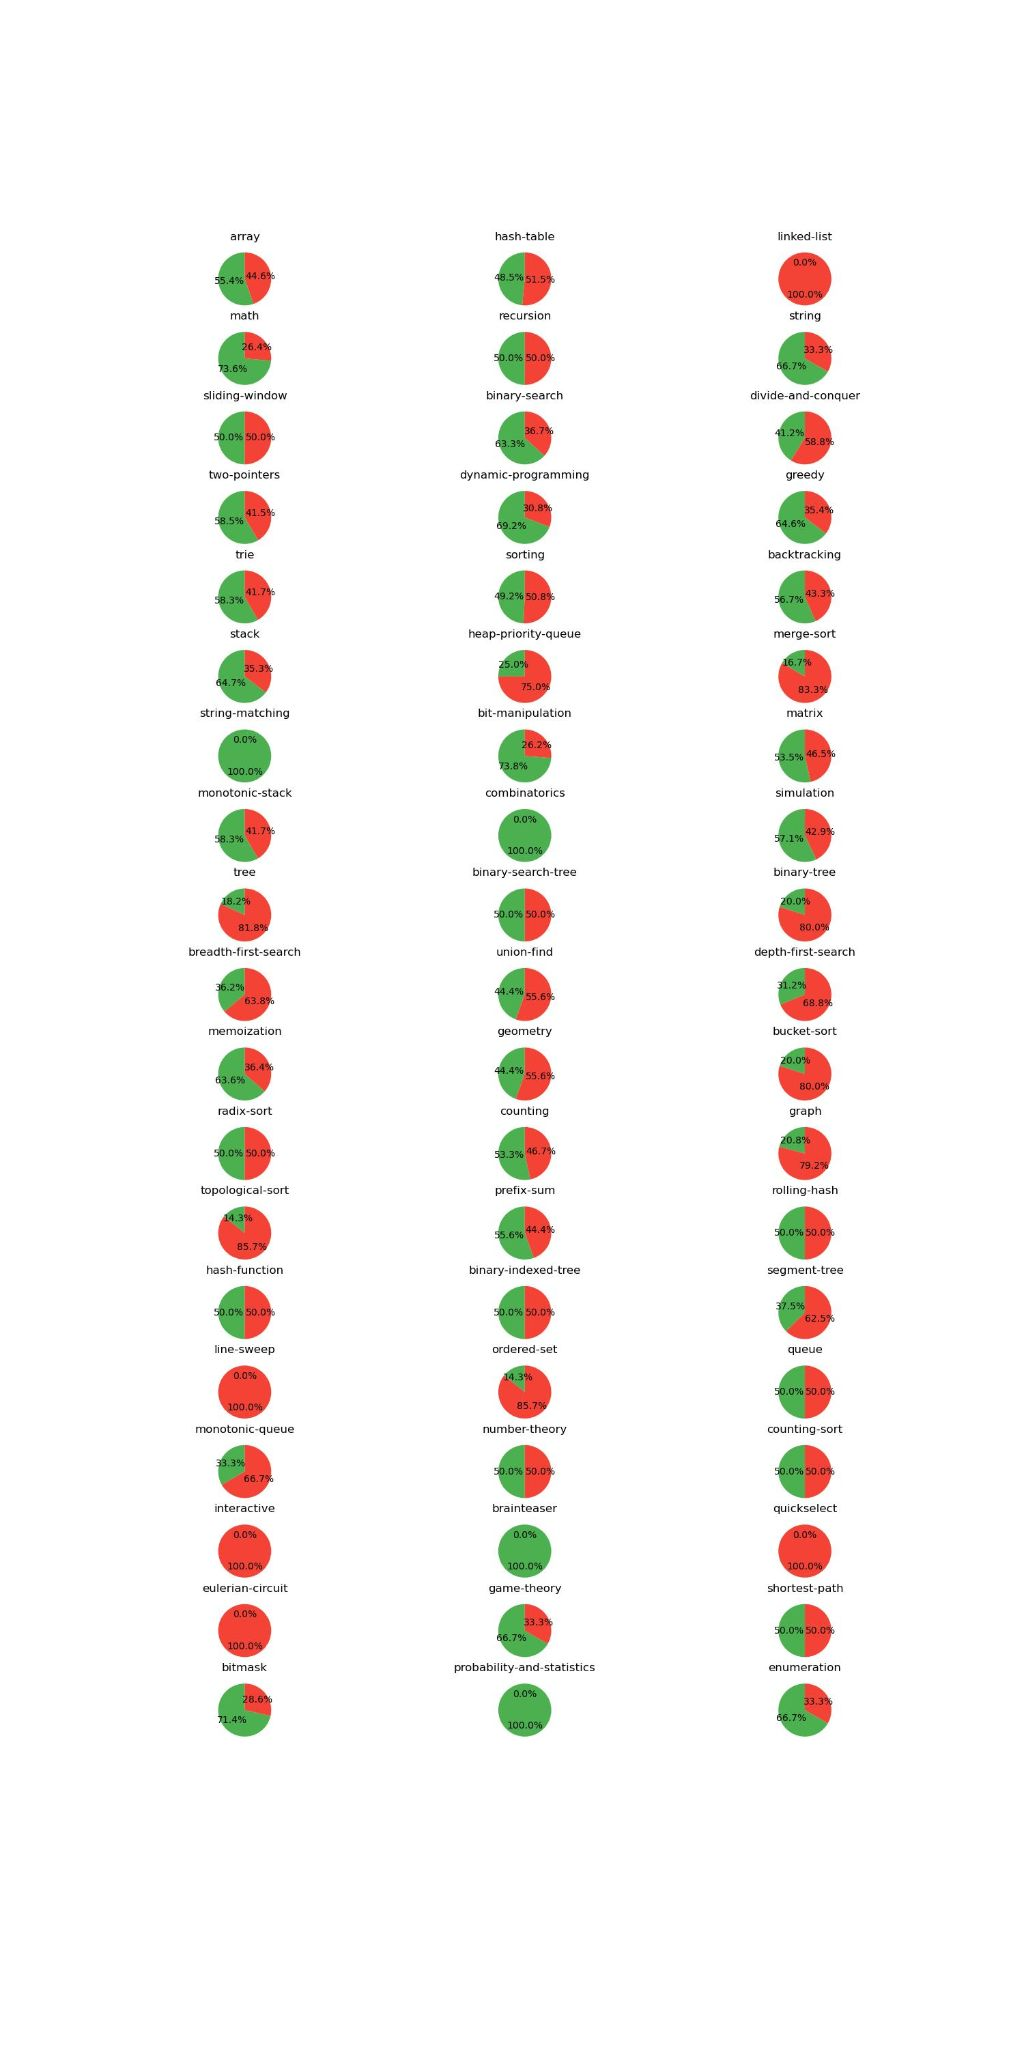 array hash-table linked-list
55.4% 44.6% 48.5% 51.5% 0.0% 100.0%
math recursion string
73.6% 26.4% 50.0% 50.0% 66.7% 33.3%
sliding-window binary-search divide-and-conquer
50.0% 50.0% 63.3% 36.7% 41.2% 58.8%
two-pointers dynamic-programming greedy
58.5% 41.5% 69.2% 30.8% 64.6% 35.4%
trie sorting backtracking
58.3% 41.7% 49.2% 50.8% 56.7% 43.3%
stack heap-priority-queue merge-sort
64.7% 35.3% 25.0% 75.0% 16.7% 83.3%
string-matching bit-manipulation matrix
0.0% 100.0% 73.8% 26.2% 53.5% 46.5%
monotonic-stack combinatorics simulation
58.3% 41.7% 0.0% 100.0% 57.1% 42.9%
tree binary-search-tree binary-tree
18.2% 81.8% 50.0% 50.0% 20.0% 80.0%
breadth-first-search union-find depth-first-search
36.2% 63.8% 44.4% 55.6% 31.2% 68.8%
memoization geometry bucket-sort
63.6% 36.4% 44.4% 55.6% 20.0% 80.0%
radix-sort counting graph
50.0% 50.0% 53.3% 46.7% 20.8% 79.2%
topological-sort prefix-sum rolling-hash
14.3% 85.7% 55.6% 44.4% 50.0% 50.0%
hash-function binary-indexed-tree segment-tree
50.0% 50.0% 50.0% 50.0% 37.5% 62.5%
line-sweep ordered-set queue
0.0% 100.0% 14.3% 85.7% 50.0% 50.0%
monotonic-queue number-theory counting-sort
33.3% 66.7% 50.0% 50.0% 50.0% 50.0%
interactive brainteaser quickselect
0.0% 100.0% 0.0% 100.0% 0.0% 100.0%
eulerian-circuit game-theory shortest-path
0.0% 100.0% 66.7% 33.3% 50.0% 50.0%
bitmask probability-and-statistics enumeration
71.4% 28.6% 0.0% 100.0% 66.7% 33.3%